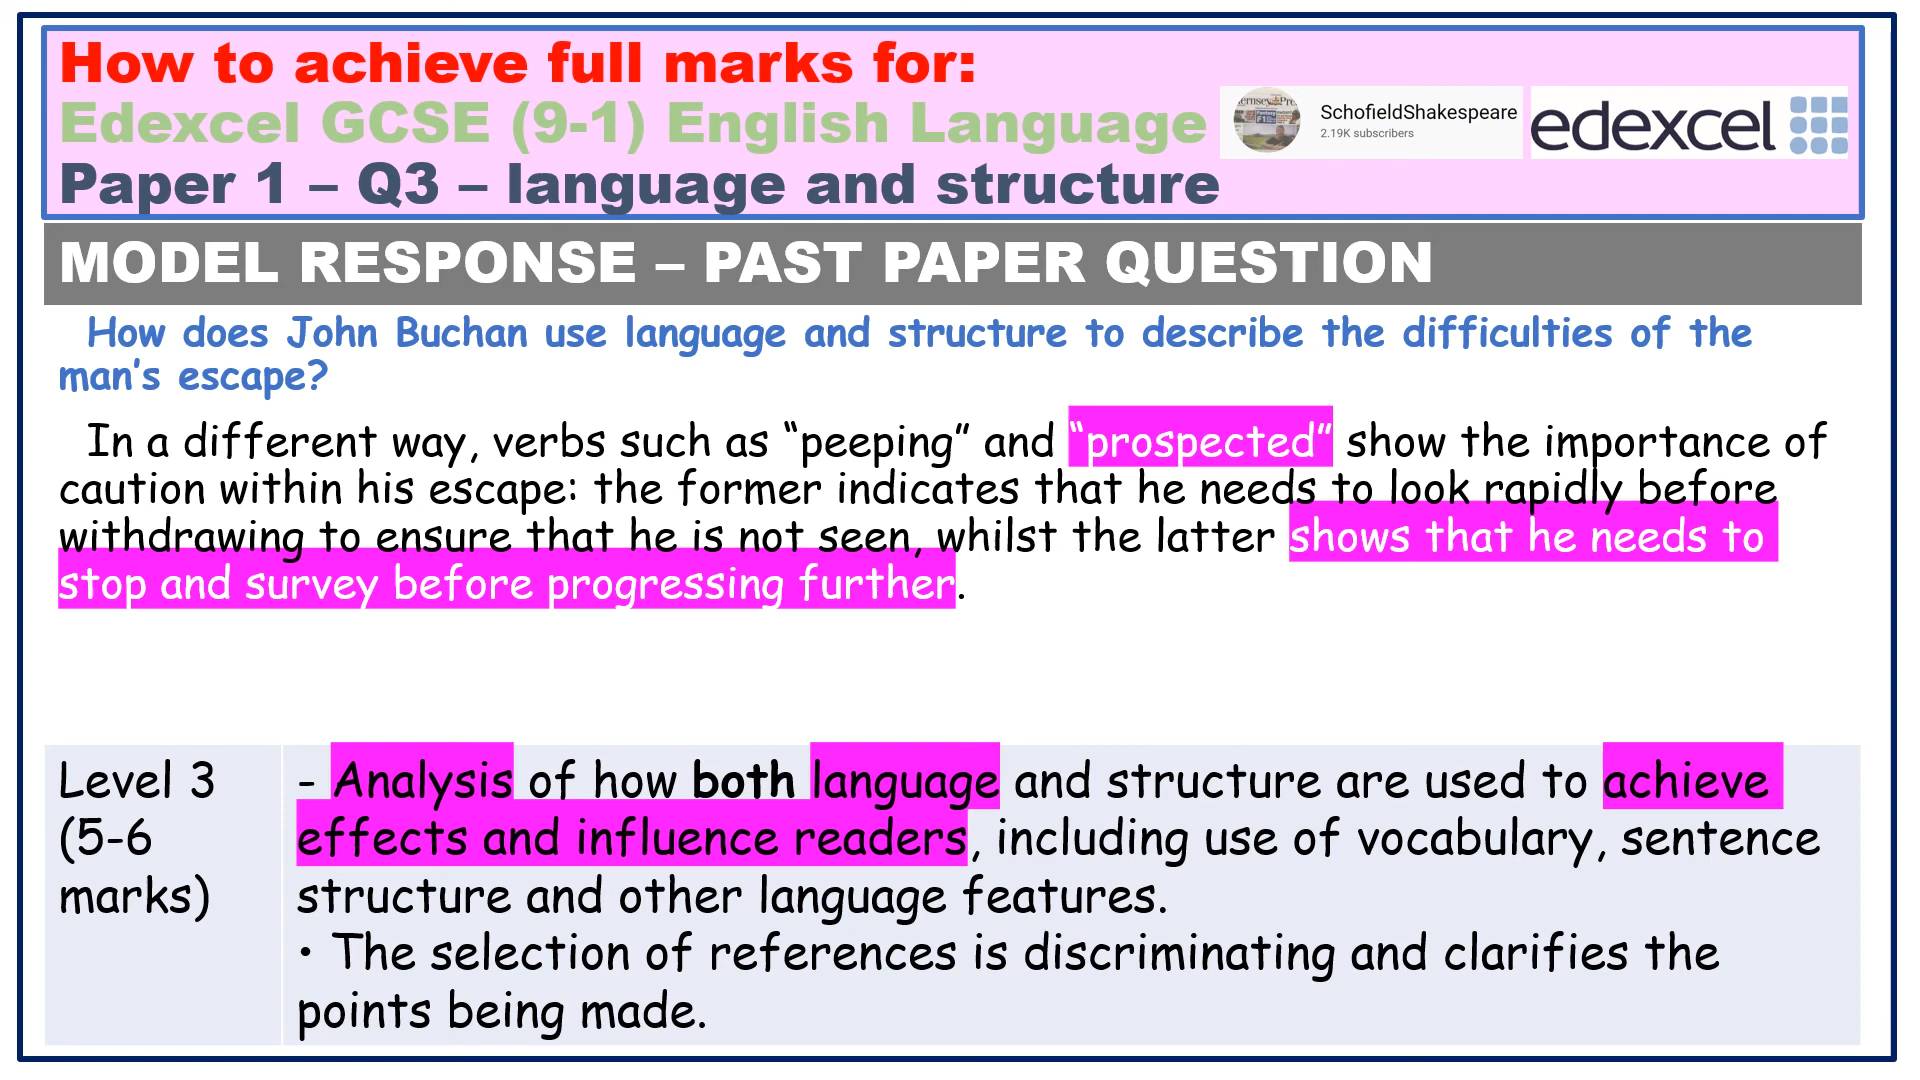 How to achieve full marks for:
Edexcel GCSE (9-1) English Language
SchofieldShakespeare
2.19K subscribers
edexcel
Paper 1 – Q3 – language and structure
MODEL RESPONSE – PAST PAPER QUESTION
How does John Buchan use language and structure to describe the difficulties of the
man's escape?
In a different way, verbs such as “peeping” and “prospected” show the importance of
caution within his escape: the former indicates that he needs to look rapidly before
withdrawing to ensure that he is not seen, whilst the latter shows that he needs to
stop and survey before progressing further.
Level 3
(5-6
marks)
- Analysis of how both language and structure are used to achieve
effects and influence readers, including use of vocabulary, sentence
structure and other language features.
• The selection of references is discriminating and clarifies the
points being made.